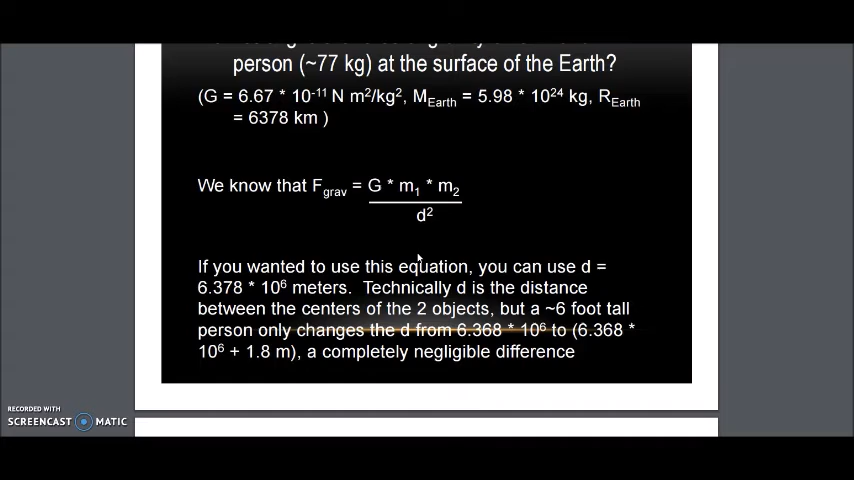 person (~77 kg) at the surface of the Earth?
(G = 6.67 * 10⁻¹¹ N m²/kg², M_Earth = 5.98 * 10²⁴ kg, R_Earth
= 6378 km )
We know that F_grav = G * m₁ * m₂
d²
If you wanted to use this equation, you can use d =
6.378 * 10⁶ meters. Technically d is the distance
between the centers of the 2 objects, but a ~6 foot tall
person only changes the d from 6.368 * 10⁶ to (6.368 *
10⁶ + 1.8 m), a completely negligible difference
RECORDED WITH
SCREENCAST MATIC